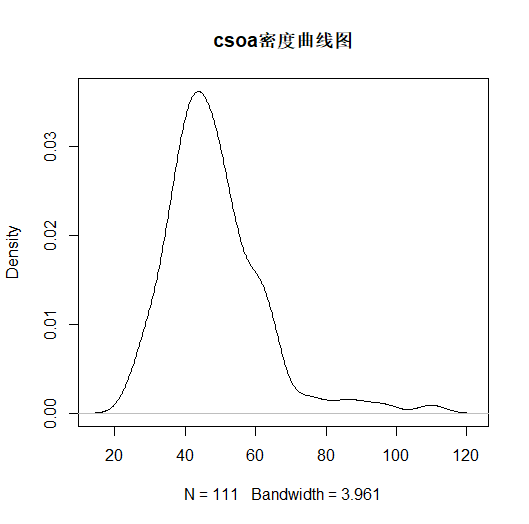 csoa密度曲线图
Density
0.00
0.01
0.02
0.03
20 40 60 80 100 120
N = 111 Bandwidth = 3.961